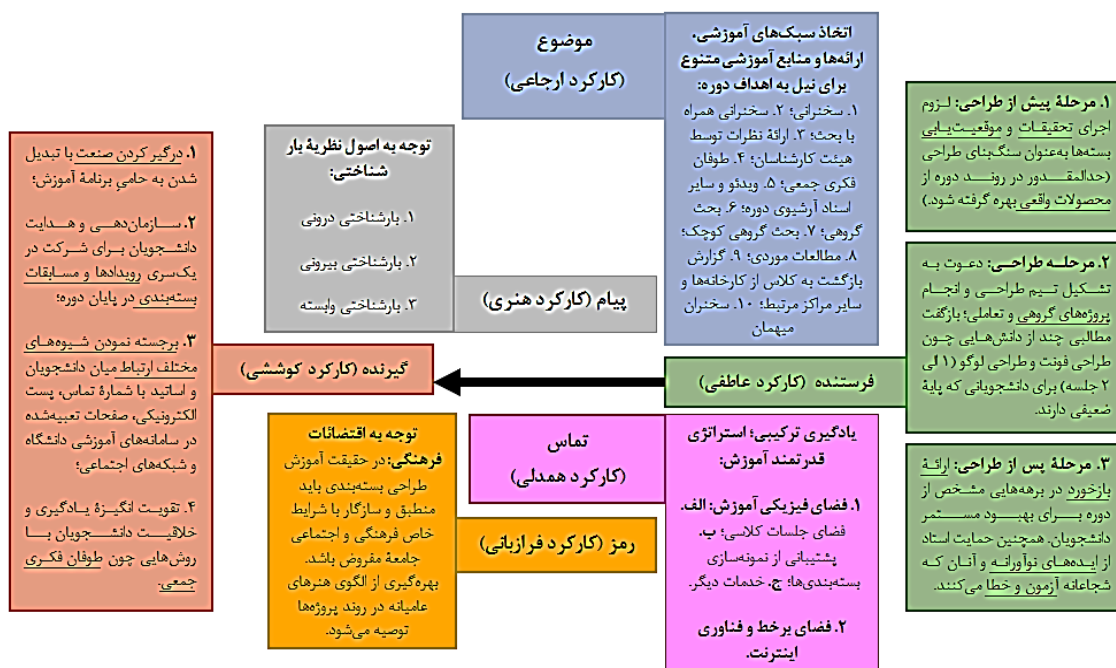 موضوع
(کارکرد ارجاعی)
اتخاذ سبک‌های آموزشی،
ارائه‌ها و منابع آموزشی متنوع
برای نیل به اهداف دوره:
۱. سخنرانی؛ ۲. سخنرانی همراه
با بحث؛ ۳. ارائهٔ نظرات توسط
هیئت کارشناسان؛ ۴. طوفان
فکری جمعی؛ ۵. ویدئو و سایر
اسناد آرشیوی دوره؛ ۶. بحث
گروهی؛ ۷. بحث گروهی کوچک؛
۸. مطالعات موردی؛ ۹. گزارش
بازگشت به کلاس از کارخانه‌ها و
سایر مراکز مرتبط؛ ۱۰. سخنران
میهمان
۱. مرحلهٔ پیش از طراحی: لزوم
اجرای تحقیقات و موقعیت‌یابی
بسته‌ها به‌عنوان سنگ‌بنای طراحی
(حدالمقدور در روند دوره از
محصولات واقعی بهره گرفته شود.)
۲. مرحله طراحی: دعوت به
تشکیل تیم طراحی و انجام
پروژه‌های گروهی و تعاملی؛ بازگفت
مطالبی چند از دانش‌هایی چون
طراحی فونت و طراحی لوگو (۱ الی
۲ جلسه) برای دانشجویانی که پایهٔ
ضعیفی دارند.
۳. مرحلهٔ پس از طراحی: ارائهٔ
بازخورد در برهه‌هایی مشخص از
دوره برای بهبود مستمر
دانشجویان. همچنین حمایت استاد
از ایده‌های نوآورانه و آنان که
شجاعانه آزمون و خطا می‌کنند.
فرستنده (کارکرد عاطفی)
توجه به اصول نظریهٔ بار
شناختی:
۱. بارشناختی درونی
۲. بارشناختی بیرونی
۳. بارشناختی وابسته
پیام (کارکرد هنری)
گیرنده (کارکرد کوششی)
۱. درگیر کردن صنعت با تبدیل
شدن به حامی برنامهٔ آموزش؛
۲. سازمان‌دهی و هدایت
دانشجویان برای شرکت در
یک‌سری رویدادها و مسابقات
بسته‌بندی در پایان دوره؛
۳. برجسته نمودن شیوه‌های
مختلف ارتباط میان دانشجویان
و اساتید با شمارهٔ تماس، پست
الکترونیکی، صفحات تعبیه‌شده
در سامانه‌های آموزشی دانشگاه
و شبکه‌های اجتماعی؛
۴. تقویت انگیزهٔ یادگیری و
خلاقیت دانشجویان با
روش‌هایی چون طوفان فکری
جمعی.
تماس
(کارکرد همدلی)
یادگیری ترکیبی؛ استراتژی
قدرتمند آموزش:
۱. فضای فیزیکی آموزش: الف.
فضای جلسات کلاسی؛ ب.
پشتیبانی از نمونه‌سازی
بسته‌بندی‌ها؛ ج. خدمات دیگر.
۲. فضای برخط و فناوری
اینترنت.
رمز (کارکرد فرازبانی)
توجه به اقتضائات
فرهنگی: در حقیقت آموزش
طراحی بسته‌بندی باید
منطبق و سازگار با شرایط
خاص فرهنگی و اجتماعی
جامعهٔ مفروض باشد.
بهره‌گیری از الگوی هنرهای
عامیانه در روند پروژه‌ها
توصیه می‌شود.